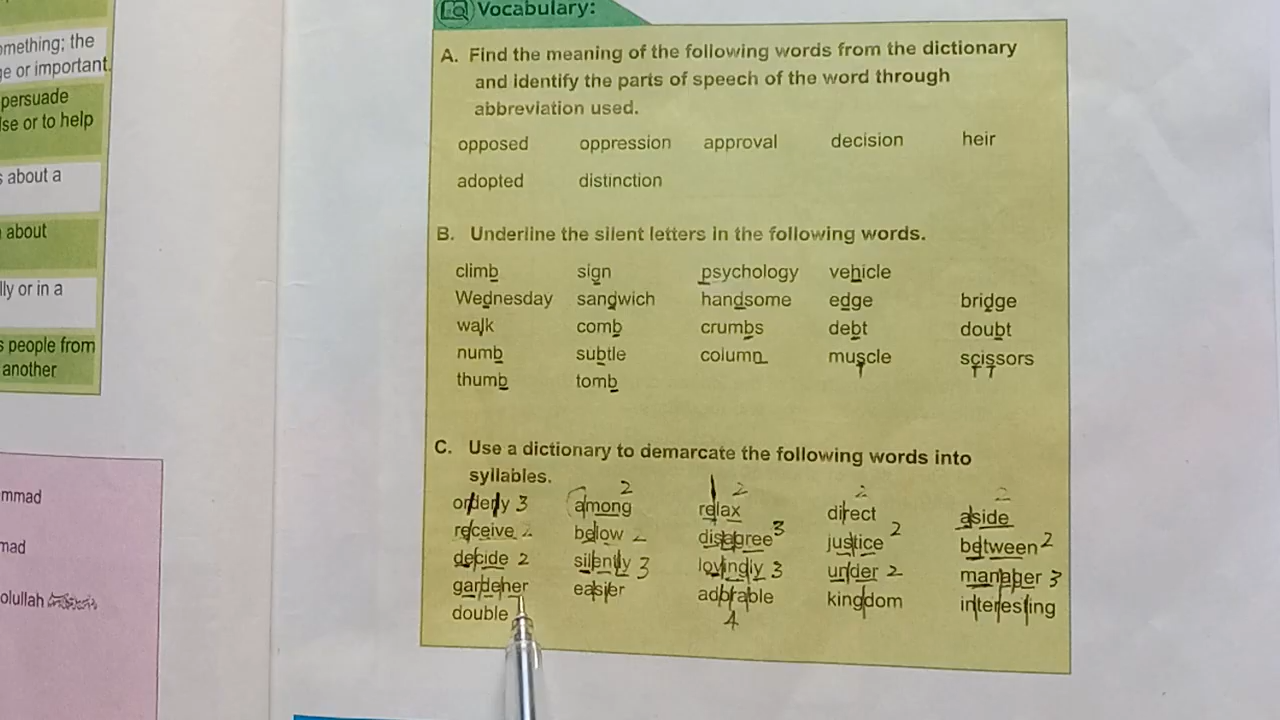 omething; the
ge or important
persuade
lse or to help
s about a
about
lly or in a
s people from
another
mmad
mad
olullah
Vocabulary:
A. Find the meaning of the following words from the dictionary
and identify the parts of speech of the word through
abbreviation used.
opposed oppression approval decision heir
adopted distinction
B. Underline the silent letters in the following words.
climb sign psychology vehicle
Wednesday sandwich handsome edge bridge
walk comb crumbs debt doubt
numb subtle column muscle scissors
thumb tomb
C. Use a dictionary to demarcate the following words into
syllables.
2 2 2 2
orderly 3 among relax direct aside
receive 2 below 2 disagree 3 justice 2 between 2
decide 2 silently 3 lovingly 3 under 2 manager 3
gardener easier adorable kingdom interesting
double 4